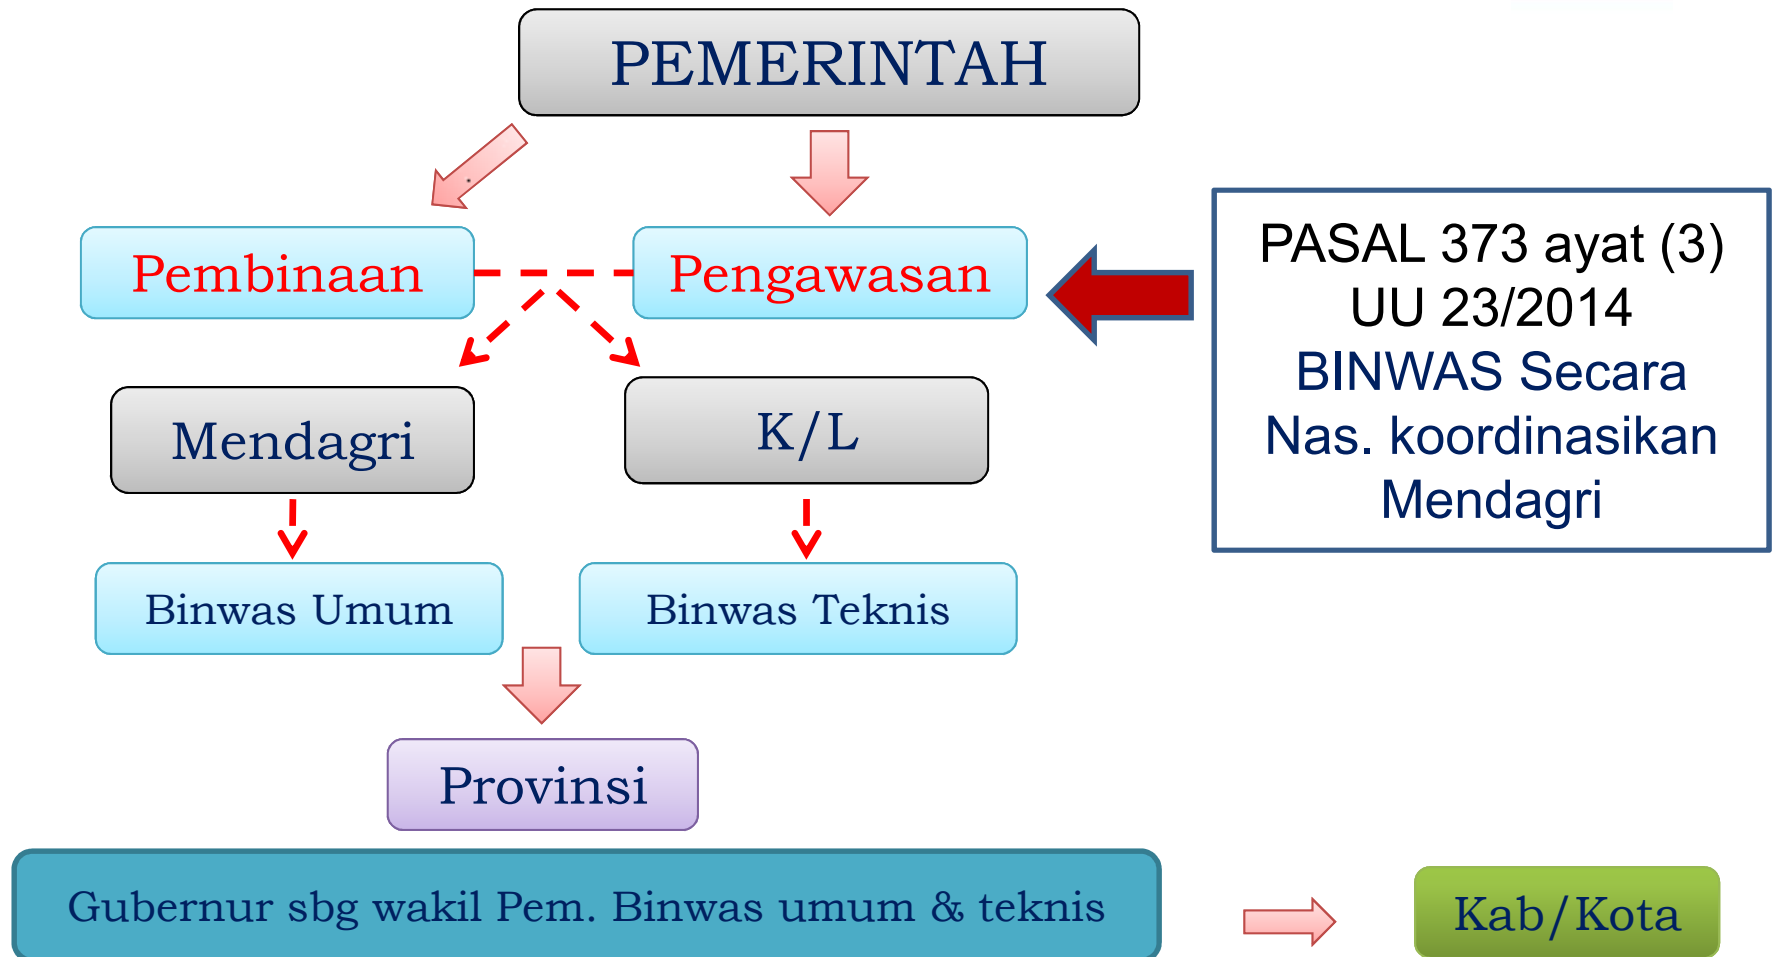 PEMERINTAH
Pembinaan
Pengawasan
PASAL 373 ayat (3)
UU 23/2014
BINWAS Secara
Nas. koordinasikan
Mendagri
Mendagri
K/L
Binwas Umum
Binwas Teknis
Provinsi
Gubernur sbg wakil Pem. Binwas umum & teknis
Kab/Kota